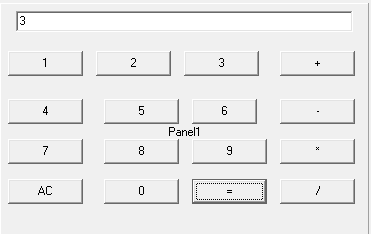 3
1 2 3 +
4 5 6 -
Panel1
7 8 9 *
AC 0 = /